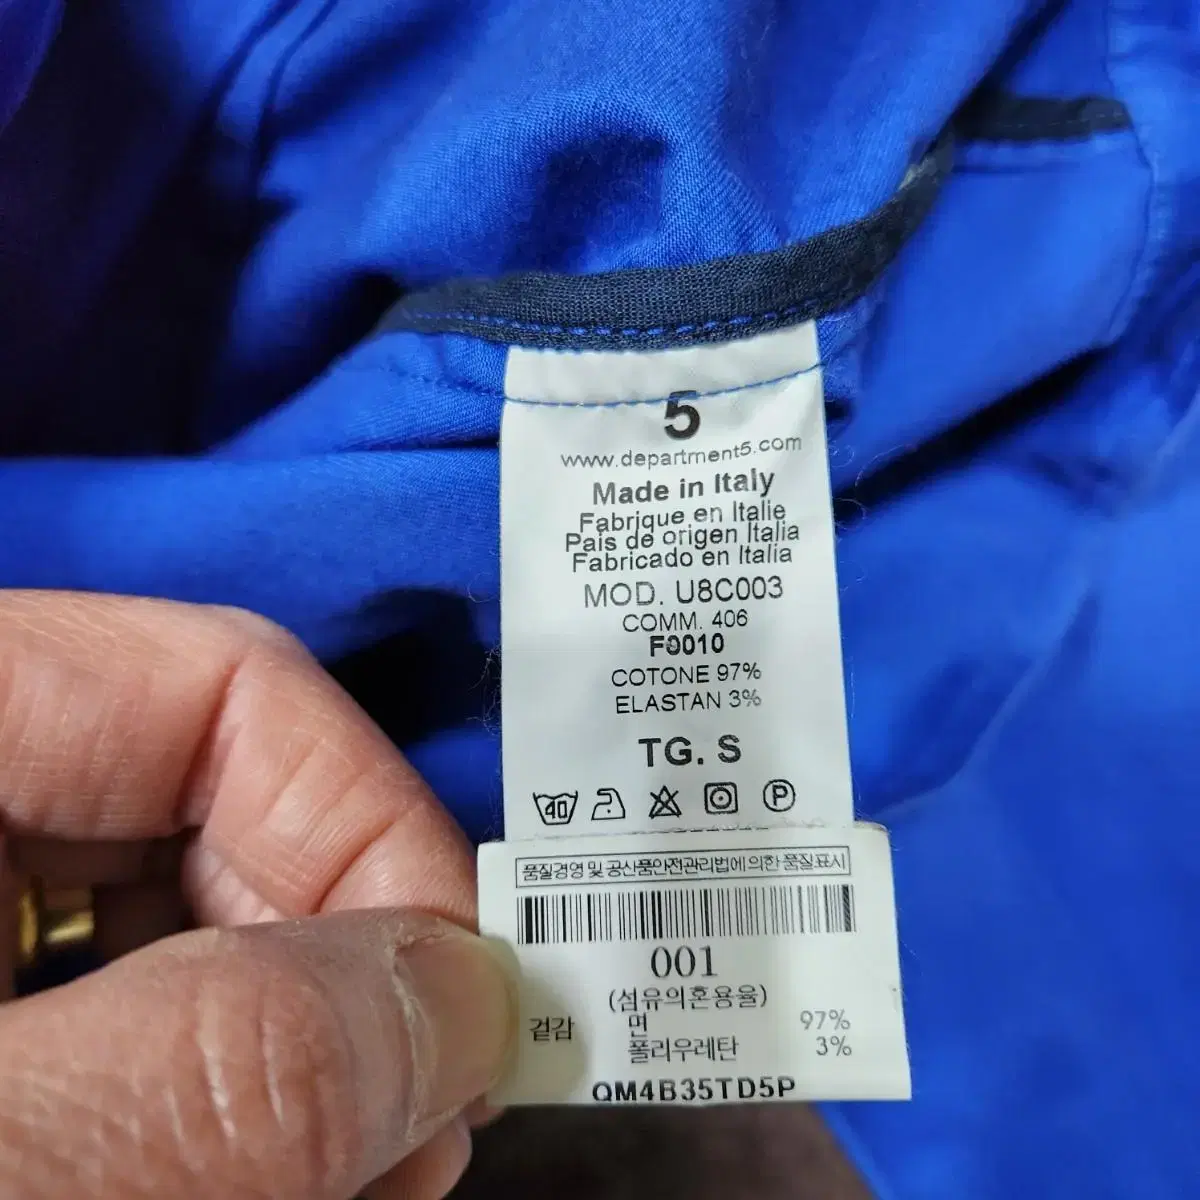 5
www.department5.com
Made in Italy
Fabrique en Italie
Pais de origen Italia
Fabricado en Italia
MOD. U8C003
COMM. 406
F0010
COTONE 97%
ELASTAN 3%
TG. S
40 P
품질경영 및 공산품안전관리법에 의한 품질표시
001
(섬유의혼용율)
겉감 면 97%
폴리우레탄 3%
QM4B35TD5P